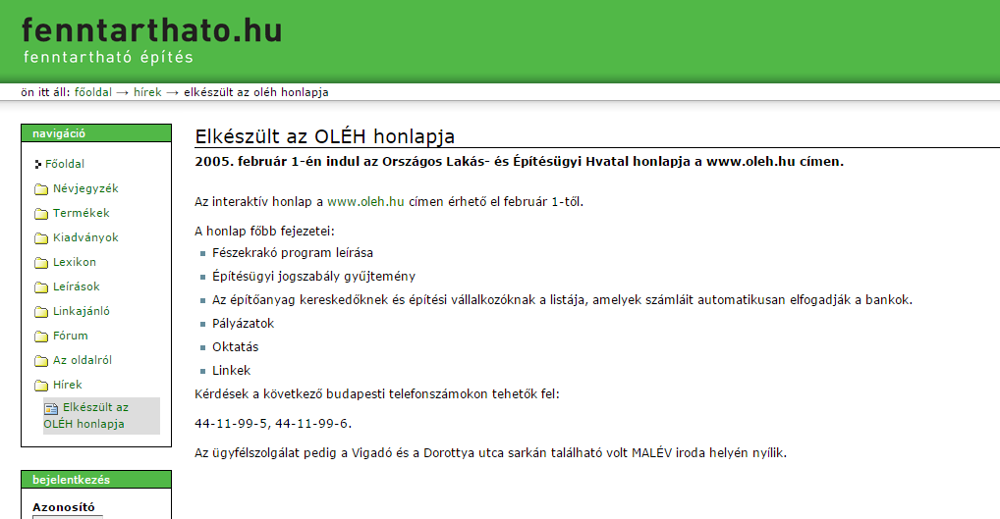 fenntarthato.hu
fenntartható építés
ön itt áll: főoldal → hírek → elkészült az oléh honlapja
navigáció
Főoldal
Névjegyzék
Termékek
Kiadványok
Lexikon
Leírások
Linkajánló
Fórum
Az oldalról
Hírek
Elkészült az
OLÉH honlapja
bejelentkezés
Azonosító
Elkészült az OLÉH honlapja
2005. február 1-én indul az Országos Lakás- és Építésügyi Hvatal honlapja a www.oleh.hu címen.
Az interaktív honlap a www.oleh.hu címen érhető el február 1-től.
A honlap főbb fejezetei:
Fészekrakó program leírása
Építésügyi jogszabály gyűjtemény
Az építőanyag kereskedőknek és építési vállalkozóknak a listája, amelyek számláit automatikusan elfogadják a bankok.
Pályázatok
Oktatás
Linkek
Kérdések a következő budapesti telefonszámokon tehetők fel:
44-11-99-5, 44-11-99-6.
Az ügyfélszolgálat pedig a Vigadó és a Dorottya utca sarkán található volt MALÉV iroda helyén nyílik.